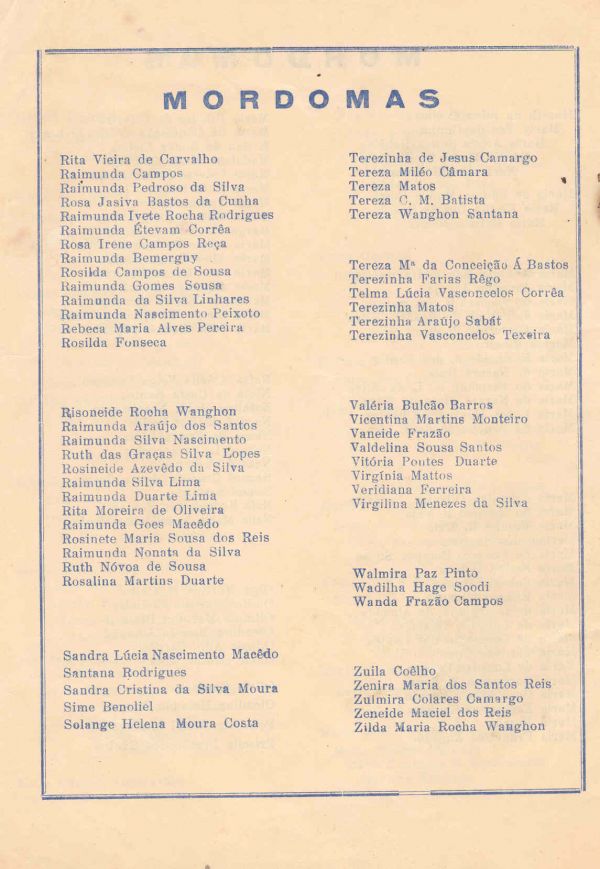 MORDOMAS
Rita Vieira de Carvalho
Raimunda Campos
Raimunda Pedroso da Silva
Rosa Jasiva Bastos da Cunha
Raimunda Ivete Rocha Rodrigues
Raimunda Étevam Corrêa
Rosa Irene Campos Reça
Raimunda Bemerguy
Rosilda Campos de Sousa
Raimunda Gomes Sousa
Raimunda da Silva Linhares
Raimunda Nascimento Peixoto
Rebeca Maria Alves Pereira
Rosilda Fonseca
Risoneide Rocha Wanghon
Raimunda Araújo dos Santos
Raimunda Silva Nascimento
Ruth das Graças Silva Lopes
Rosineide Azevêdo da Silva
Raimunda Silva Lima
Raimunda Duarte Lima
Rita Moreira de Oliveira
Raimunda Goes Macêdo
Rosinete Maria Sousa dos Reis
Raimunda Nonata da Silva
Ruth Nóvoa de Sousa
Rosalina Martins Duarte
Sandra Lúcia Nascimento Macêdo
Santana Rodrigues
Sandra Cristina da Silva Moura
Sime Benoliel
Solange Helena Moura Costa
Terezinha de Jesus Camargo
Tereza Miléo Câmara
Tereza Matos
Tereza C. M. Batista
Tereza Wanghon Santana
Tereza Mª da Conceição Á Bastos
Terezinha Farias Rêgo
Telma Lúcia Vasconcelos Corrêa
Terezinha Matos
Terezinha Araújo Sabát
Terezinha Vasconcelos Texeira
Valéria Bulcão Barros
Vicentina Martins Monteiro
Vaneide Frazão
Valdelina Sousa Santos
Vitória Pontes Duarte
Virgínia Mattos
Veridiana Ferreira
Virgilina Menezes da Silva
Walmira Paz Pinto
Wadilha Hage Soodi
Wanda Frazão Campos
Zuila Coêlho
Zenira Maria dos Santos Reis
Zulmira Colares Camargo
Zeneide Maciel dos Reis
Zilda Maria Rocha Wanghon